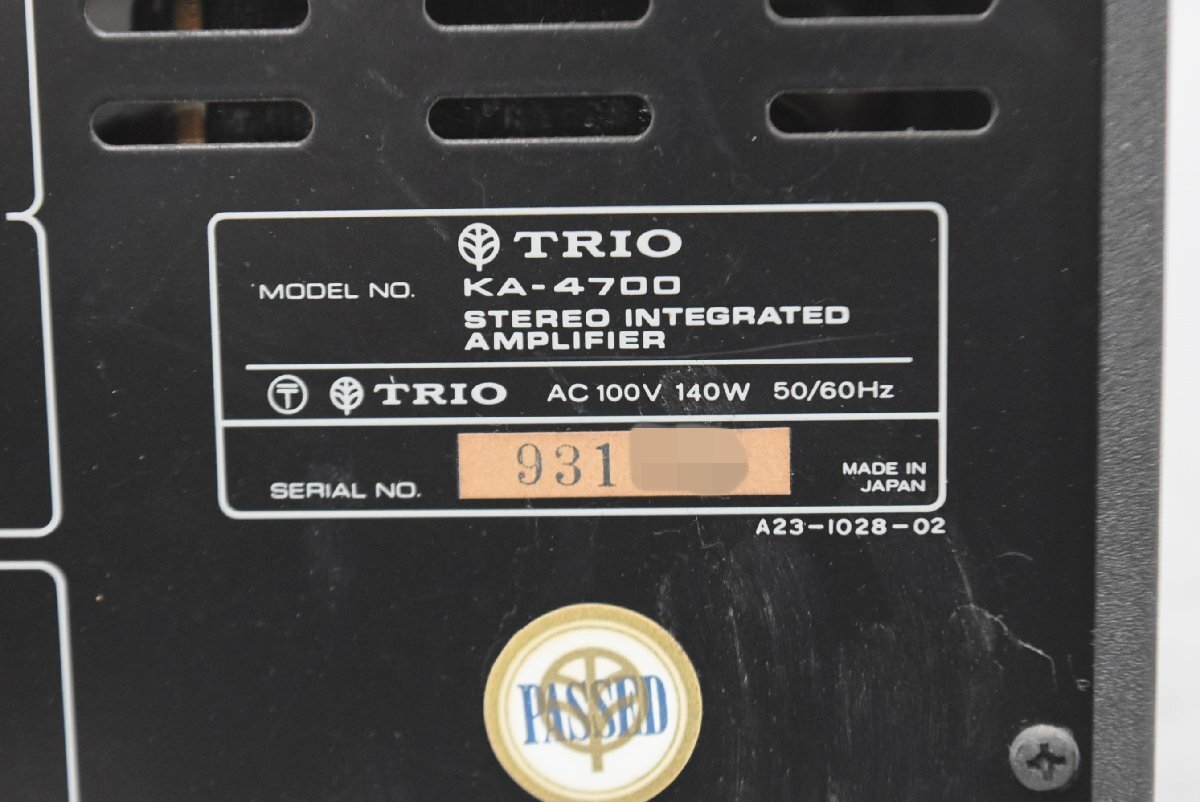 TRIO
MODEL NO. KA-4700
STEREO INTEGRATED
AMPLIFIER
〒 TRIO AC 100V 140W 50/60Hz
SERIAL NO. 931
MADE IN
JAPAN
A23-1028-02
PASSED